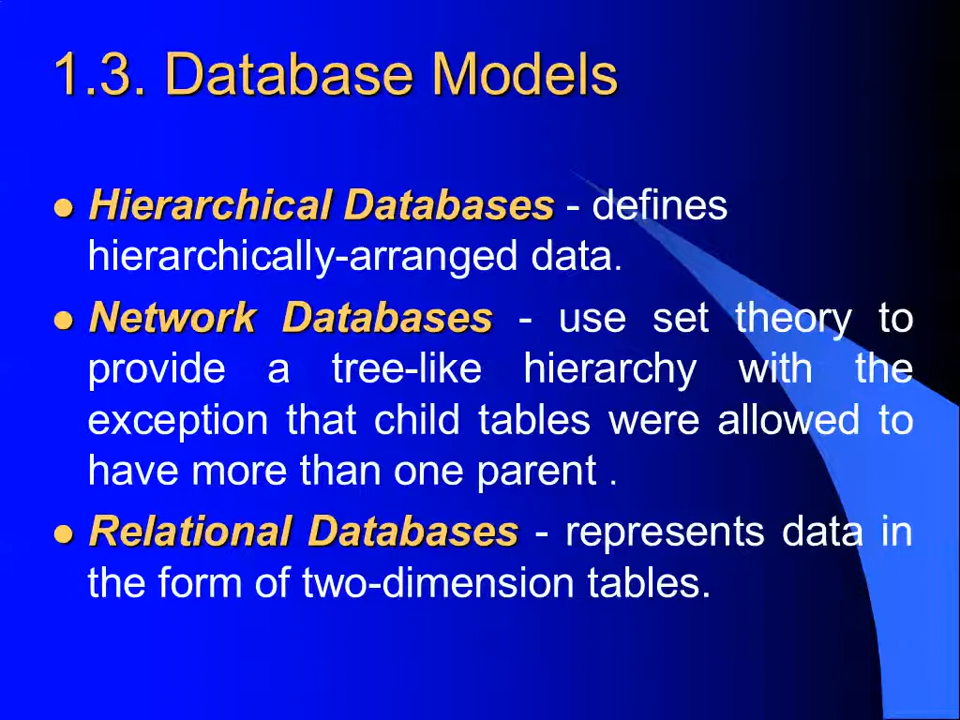 1.3. Database Models
Hierarchical Databases - defines
hierarchically-arranged data.
Network Databases - use set theory to
provide a tree-like hierarchy with the
exception that child tables were allowed to
have more than one parent .
Relational Databases - represents data in
the form of two-dimension tables.